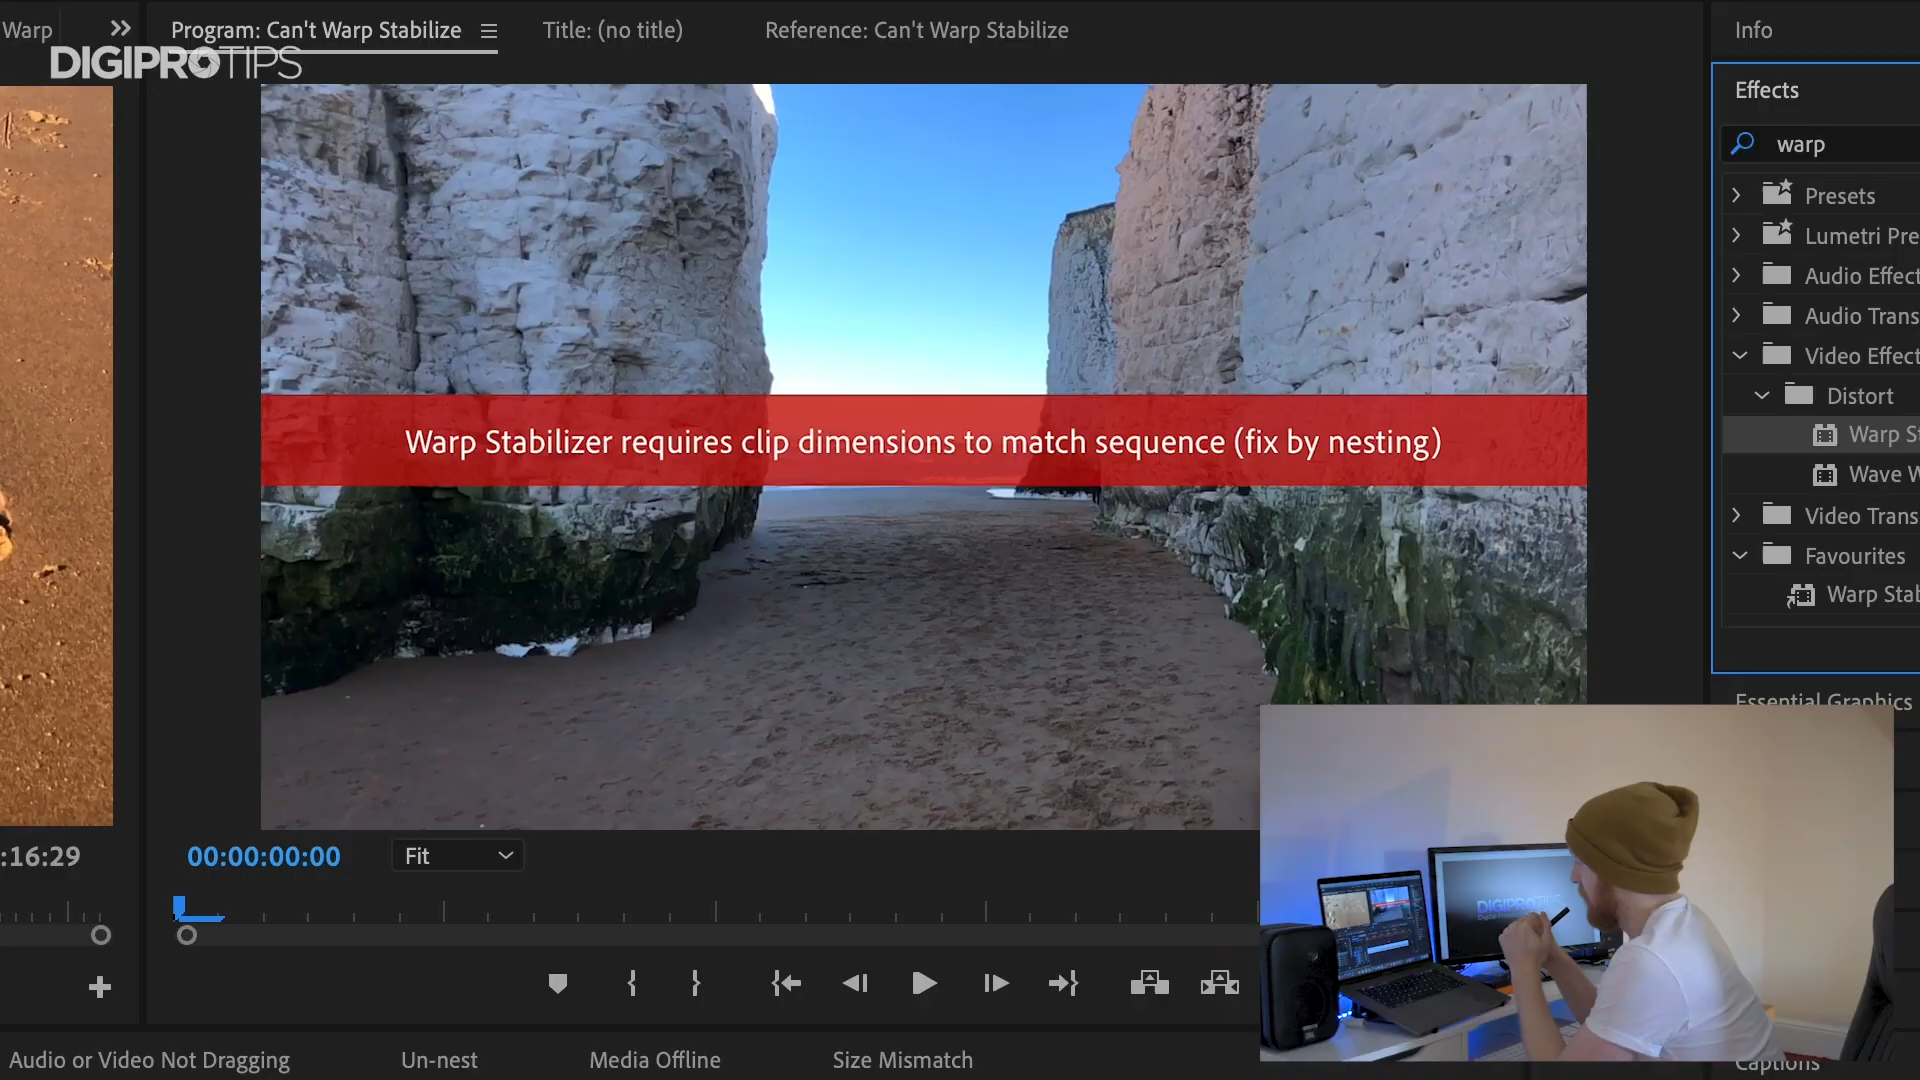 Warp
Program: Can't Warp Stabilize
Title: (no title)
Reference: Can't Warp Stabilize
Info
DIGIPROTIPS
Effects
warp
Presets
Lumetri Pre
Audio Effect
Audio Trans
Video Effect
Distort
Warp St
Wave W
Video Trans
Favourites
Warp Stab
Warp Stabilizer requires clip dimensions to match sequence (fix by nesting)
Essential Graphics
:16:29
00:00:00:00
Fit
DIGIPROTIPS
Audio or Video Not Dragging
Un-nest
Media Offline
Size Mismatch
Captions